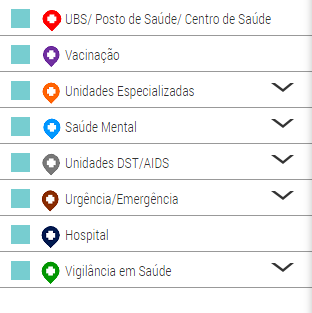 UBS/ Posto de Saúde/ Centro de Saúde
Vacinação
Unidades Especializadas
Saúde Mental
Unidades DST/AIDS
Urgência/Emergência
Hospital
Vigilância em Saúde